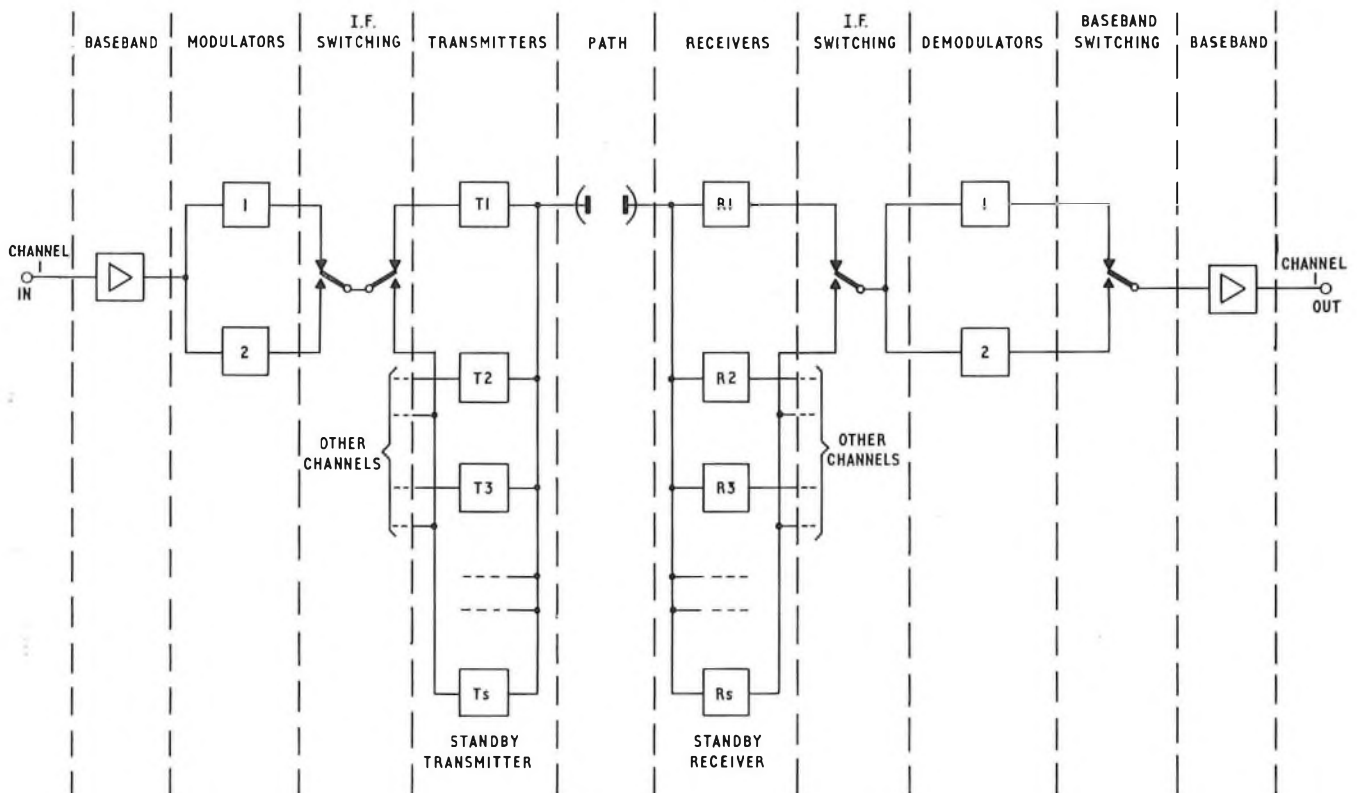 BASEBAND
MODULATORS
I.F.
SWITCHING
TRANSMITTERS
PATH
RECEIVERS
I.F.
SWITCHING
DEMODULATORS
BASEBAND
SWITCHING
BASEBAND
CHANNEL
1
IN
1
2
T1
T2
T3
Ts
OTHER
CHANNELS
STANDBY
TRANSMITTER
R1
R2
R3
Rs
OTHER
CHANNELS
STANDBY
RECEIVER
1
2
CHANNEL
1
OUT